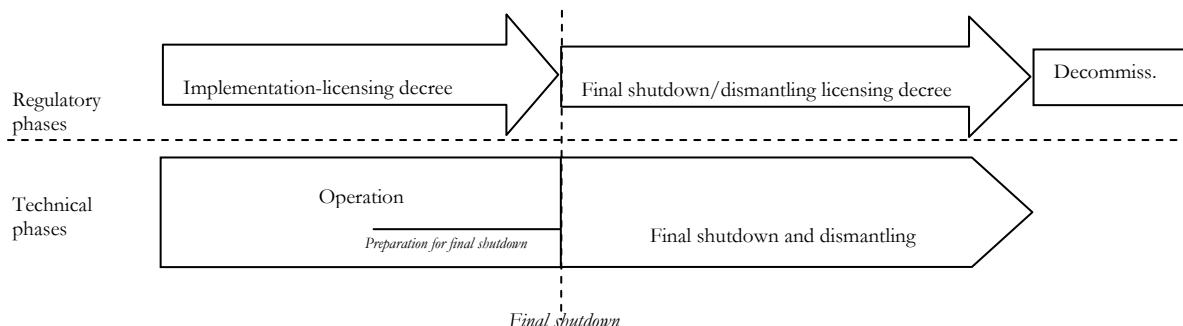 Implementation-licensing decree
Final shutdown/dismantling licensing decree
Decommiss.
Regulatory
phases
Technical
phases
Operation
Preparation for final shutdown
Final shutdown and dismantling
Final shutdown